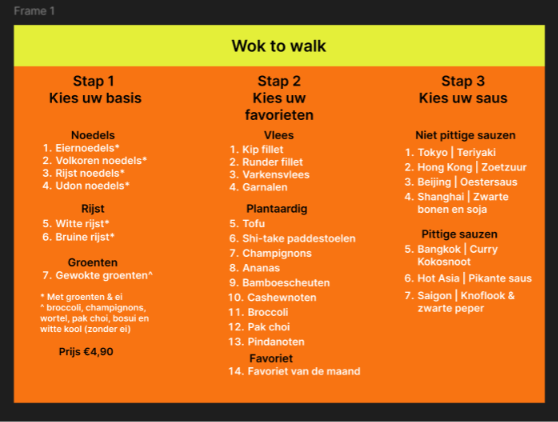 Frame 1
Wok to walk
Stap 1
Kies uw basis
Noedels
1. Eiernoedels*
2. Volkoren noedels*
3. Rijst noedels*
4. Udon noedels*
Rijst
5. Witte rijst*
6. Bruine rijst*
Groenten
7. Gewokte groenten^
* Met groenten & ei
^ broccoli, champignons,
wortel, pak choi, bosui en
witte kool (zonder ei)
Prijs €4,90
Stap 2
Kies uw
favorieten
Vlees
1. Kip fillet
2. Runder fillet
3. Varkensvlees
4. Garnalen
Plantaardig
5. Tofu
6. Shi-take paddestoelen
7. Champignons
8. Ananas
9. Bamboescheuten
10. Cashewnoten
11. Broccoli
12. Pak choi
13. Pindanoten
Favoriet
14. Favoriet van de maand
Stap 3
Kies uw saus
Niet pittige sauzen
1. Tokyo | Teriyaki
2. Hong Kong | Zoetzuur
3. Beijing | Oestersaus
4. Shanghai | Zwarte
bonen en soja
Pittige sauzen
5. Bangkok | Curry
Kokosnoot
6. Hot Asia | Pikante saus
7. Saigon | Knoflook &
zwarte peper